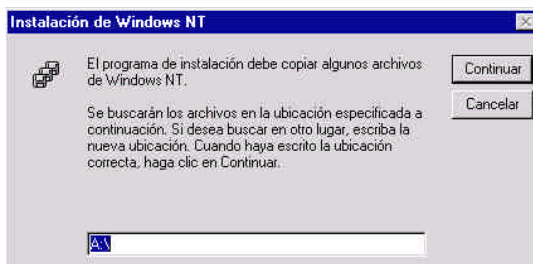 Instalación de Windows NT
El programa de instalación debe copiar algunos archivos
de Windows NT.
Continuar
Cancelar
Se buscarán los archivos en la ubicación especificada a
continuación. Si desea buscar en otro lugar, escriba la
nueva ubicación. Cuando haya escrito la ubicación
correcta, haga clic en Continuar.
A:\